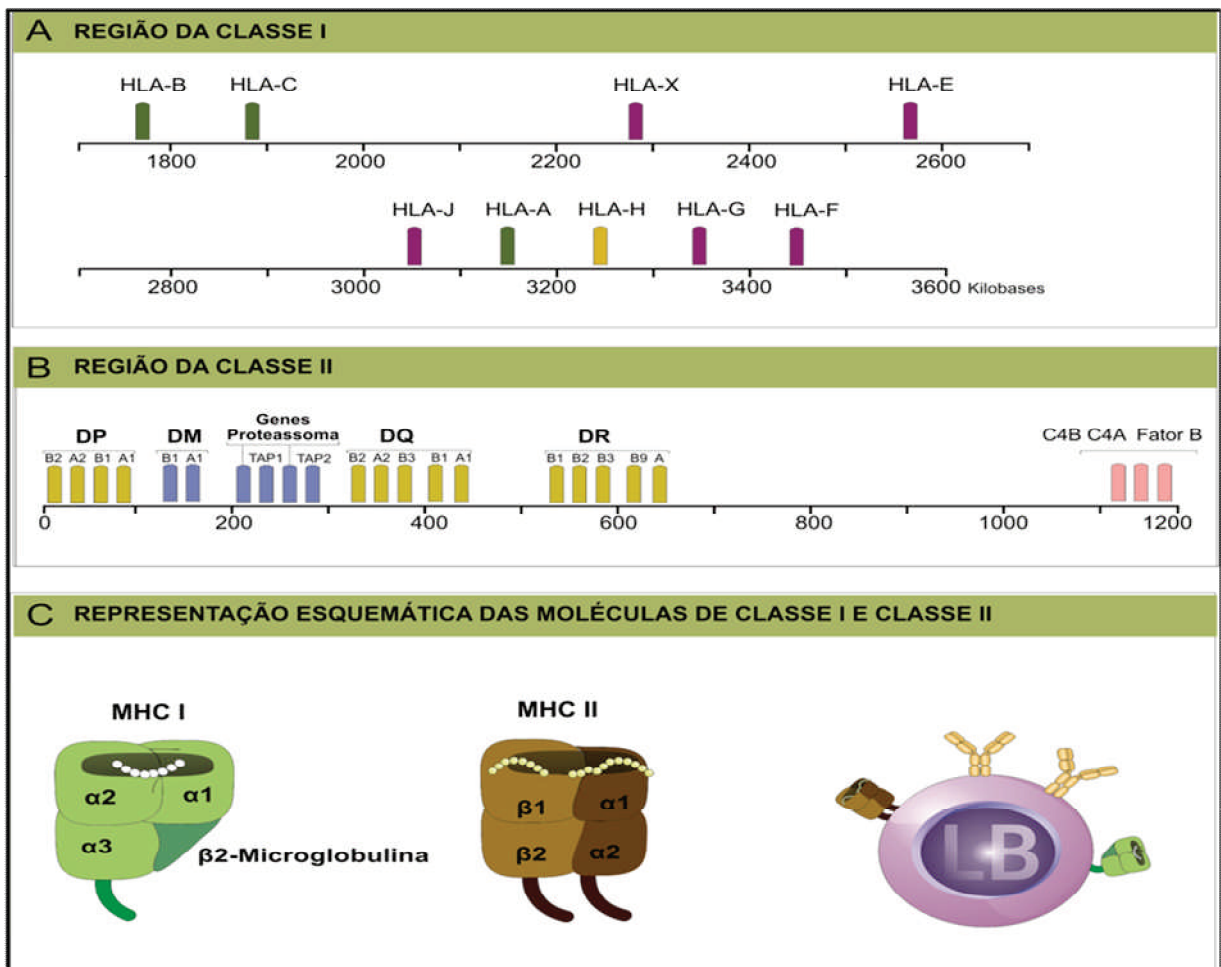 A REGIÃO DA CLASSE I
HLA-B HLA-C HLA-X HLA-E
1800 2000 2200 2400 2600
HLA-J HLA-A HLA-H HLA-G HLA-F
2800 3000 3200 3400 3600 Kilobases
B REGIÃO DA CLASSE II
DP DM Genes Proteassoma DQ DR C4B C4A Fator B
B2 A2 B1 A1 B1 A1 TAP1 TAP2 B2 A2 B3 B1 A1 B1 B2 B3 B9 A
0 200 400 600 800 1000 1200
C REPRESENTAÇÃO ESQUEMÁTICA DAS MOLÉCULAS DE CLASSE I E CLASSE II
MHC I MHC II
α2 α1 β1 α1
α3 β2-Microglobulina β2 α2
LB